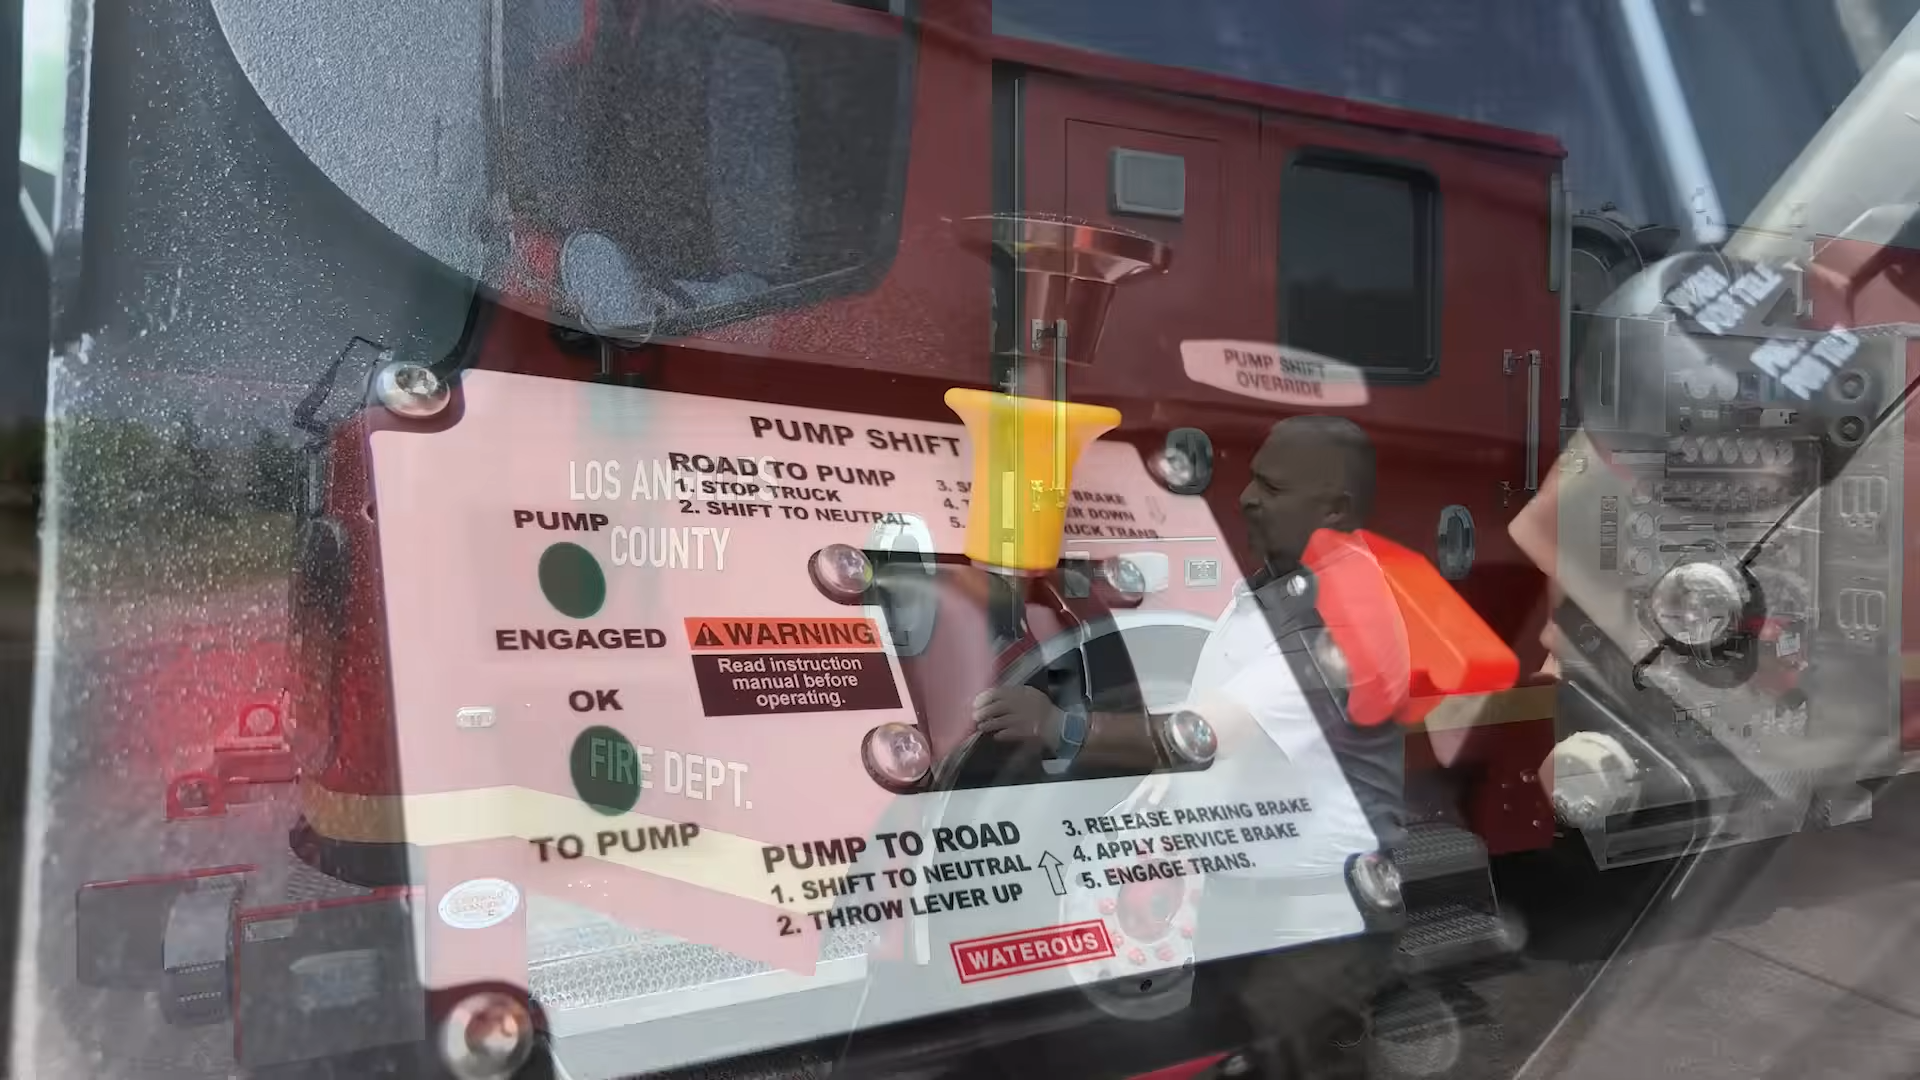 PUMP SHIFT
OVERRIDE
PUMP SHIFT
ROAD TO PUMP
1. STOP TRUCK
2. SHIFT TO NEUTRAL
3.
BRAKE
4.
DOWN
5.
TRANS.
LOS ANGELES
COUNTY
FIRE DEPT.
PUMP
ENGAGED
WARNING
Read instruction
manual before
operating.
OK
TO PUMP
PUMP TO ROAD
1. SHIFT TO NEUTRAL
2. THROW LEVER UP
3. RELEASE PARKING BRAKE
4. APPLY SERVICE BRAKE
5. ENGAGE TRANS.
WATEROUS